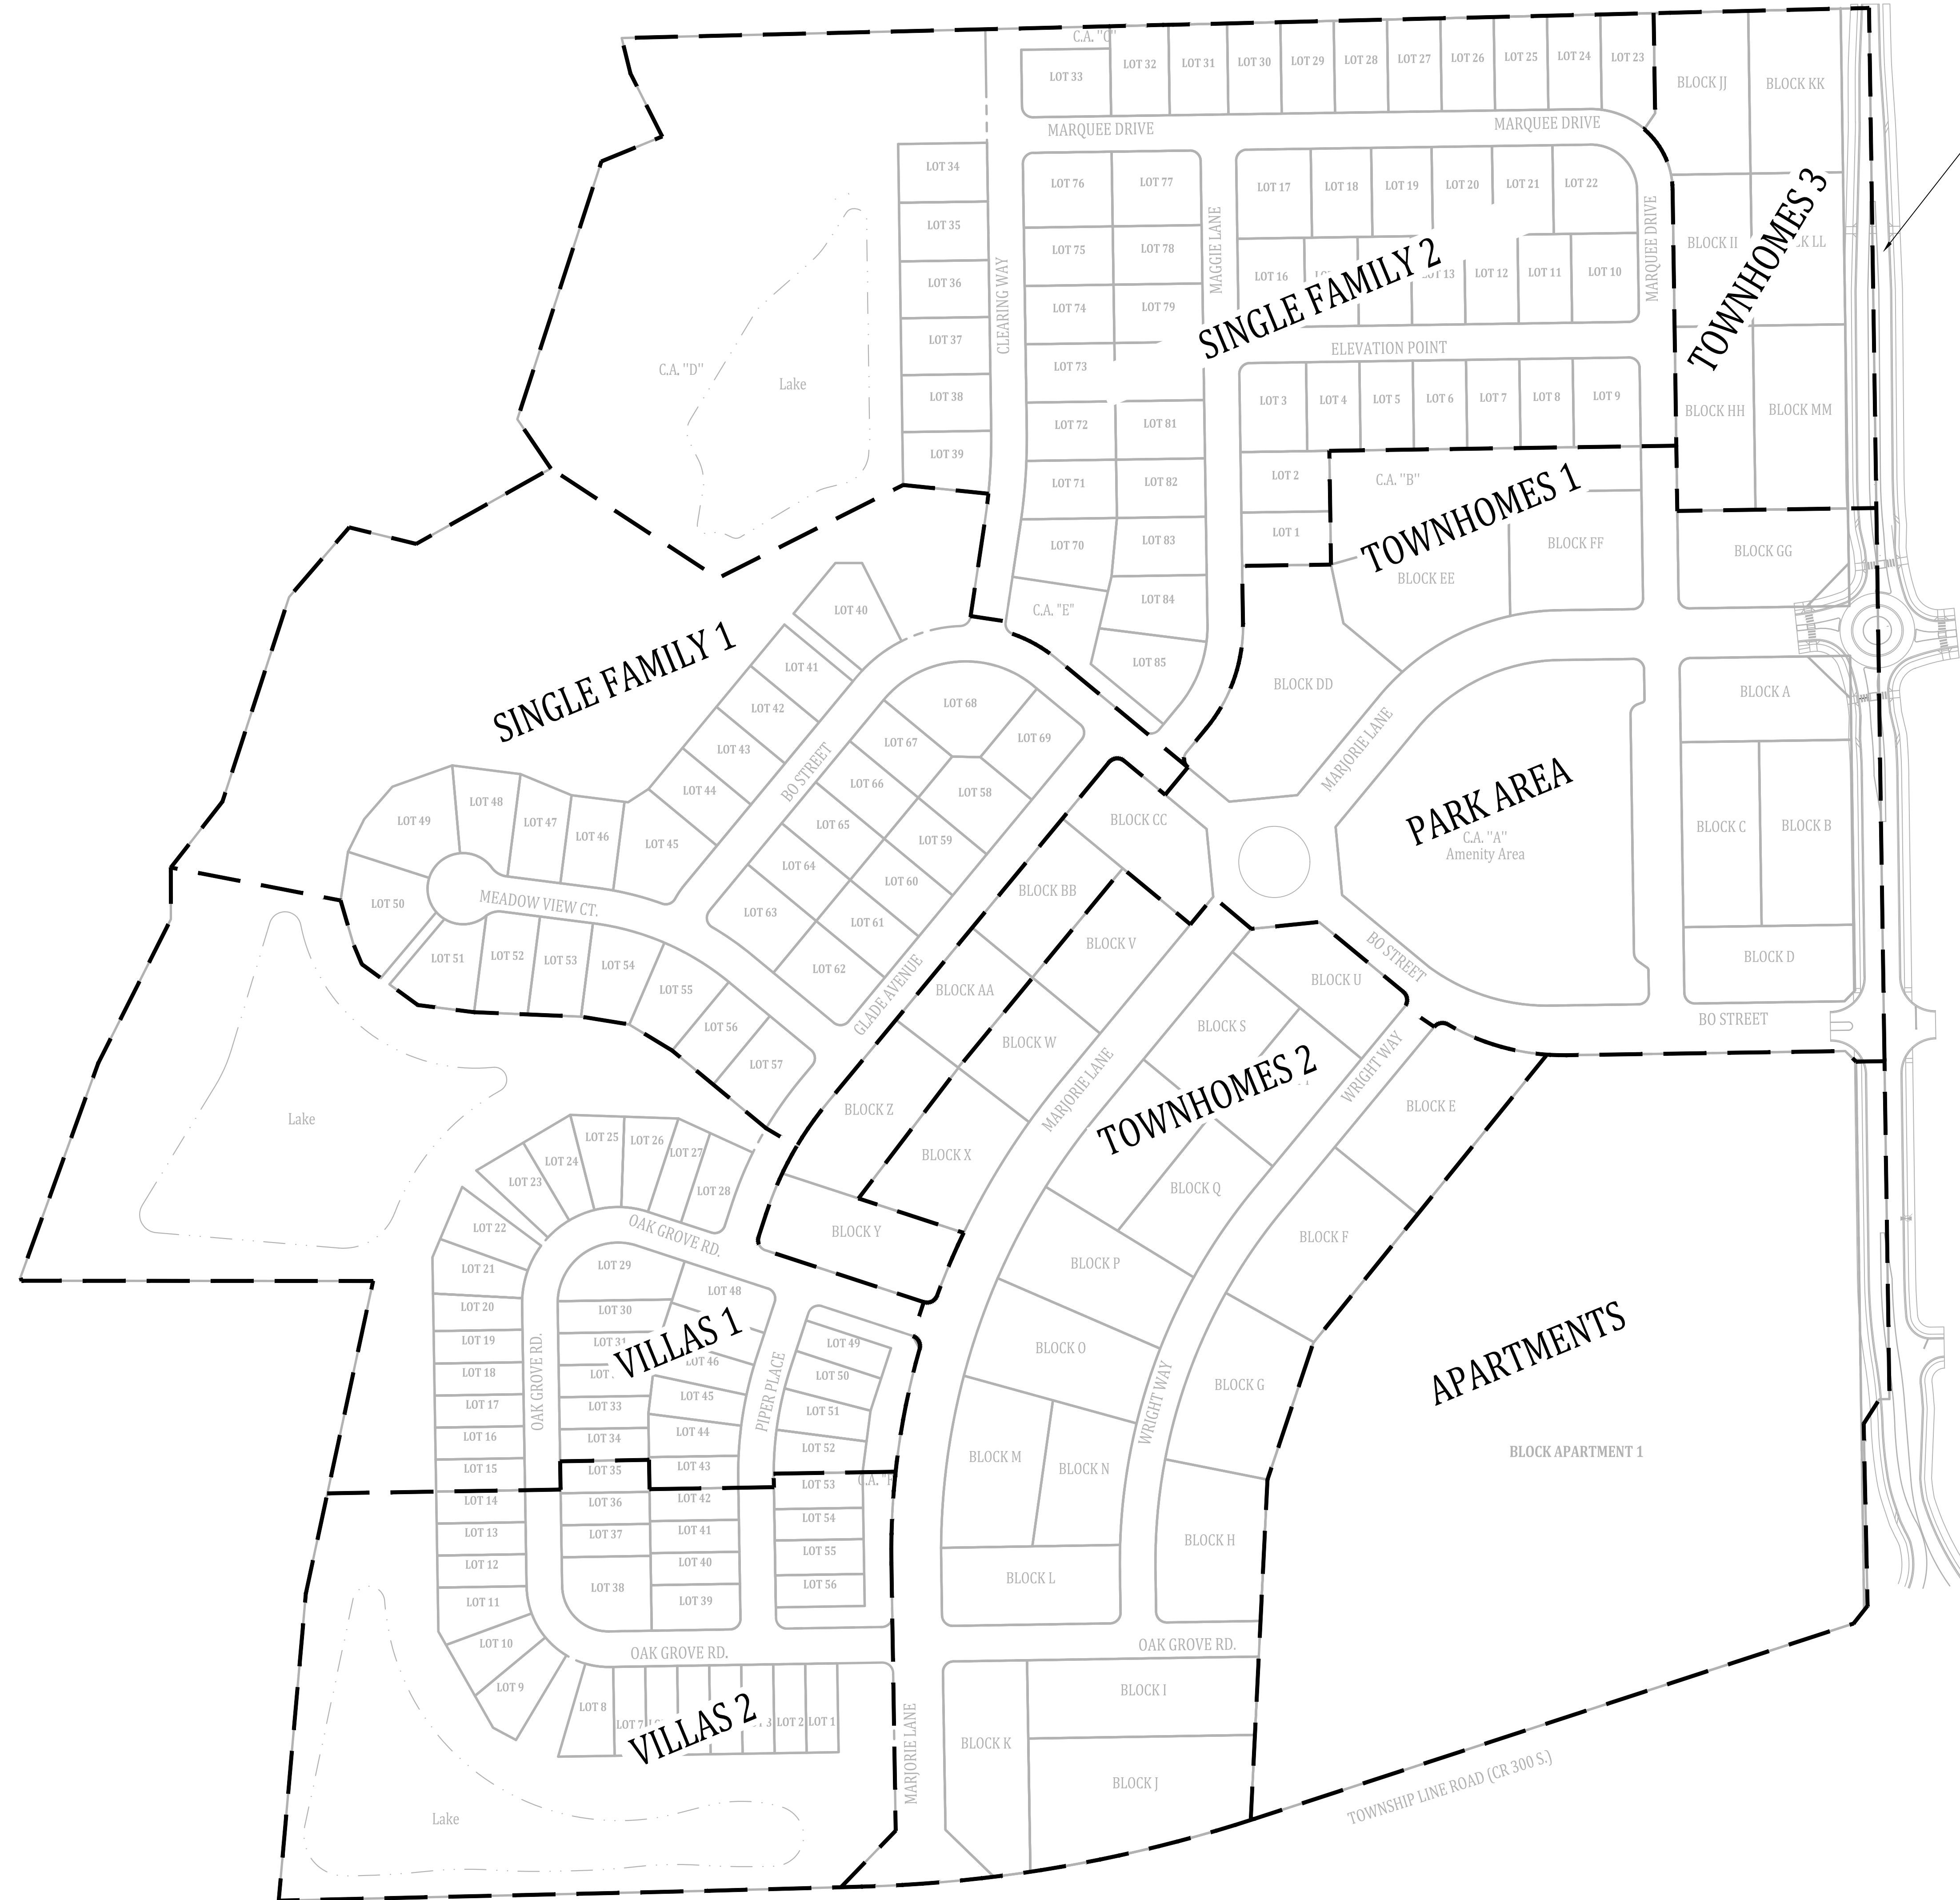 C.A. "C"
LOT 33
LOT 32
LOT 31
LOT 30
LOT 29
LOT 28
LOT 27
LOT 26
LOT 25
LOT 24
LOT 23
BLOCK JJ
BLOCK KK
MARQUEE DRIVE
MARQUEE DRIVE
LOT 34
LOT 35
LOT 36
LOT 37
LOT 38
LOT 39
C.A. "D"
Lake
CLEARING WAY
LOT 76
LOT 77
LOT 75
LOT 78
LOT 74
LOT 79
LOT 73
LOT 72
LOT 81
LOT 71
LOT 82
LOT 70
LOT 83
C.A. "E"
LOT 84
LOT 85
MAGGIE LANE
LOT 17
LOT 18
LOT 19
LOT 20
LOT 21
LOT 22
LOT 16
LOT 13
LOT 12
LOT 11
LOT 10
SINGLE FAMILY 2
MARQUEE DRIVE
BLOCK II
LL
TOWNHOMES 3
BLOCK HH
BLOCK MM
ELEVATION POINT
LOT 3
LOT 4
LOT 5
LOT 6
LOT 7
LOT 8
LOT 9
LOT 2
LOT 1
C.A. "B"
TOWNHOMES 1
BLOCK EE
BLOCK FF
BLOCK GG
BLOCK DD
MARJORIE LANE
SINGLE FAMILY 1
LOT 40
LOT 41
LOT 42
LOT 43
LOT 44
LOT 45
LOT 46
LOT 47
LOT 48
LOT 49
LOT 50
BO STREET
LOT 68
LOT 69
LOT 67
LOT 66
LOT 58
LOT 65
LOT 59
LOT 64
LOT 60
LOT 63
LOT 61
LOT 62
MEADOW VIEW CT.
LOT 51
LOT 52
LOT 53
LOT 54
LOT 55
LOT 56
LOT 57
GLADE AVENUE
PARK AREA
C.A. "A"
Amenity Area
BLOCK A
BLOCK C
BLOCK B
BLOCK D
BO STREET
BO STREET
BLOCK CC
BLOCK BB
BLOCK V
BLOCK AA
BLOCK W
BLOCK Z
BLOCK X
BLOCK Y
MARJORIE LANE
BLOCK U
BLOCK S
TOWNHOMES 2
WRIGHT WAY
BLOCK E
BLOCK Q
BLOCK F
BLOCK P
BLOCK O
BLOCK G
BLOCK M
BLOCK N
WRIGHT WAY
BLOCK H
BLOCK L
APARTMENTS
BLOCK APARTMENT 1
Lake
LOT 25
LOT 26
LOT 24
LOT 27
LOT 23
LOT 28
LOT 22
OAK GROVE RD.
LOT 21
LOT 29
LOT 48
LOT 20
LOT 30
LOT 19
LOT 31
VILLAS 1
LOT 49
LOT 18
LOT
LOT 46
LOT 50
LOT 17
LOT 33
LOT 45
LOT 51
LOT 16
LOT 34
LOT 44
LOT 52
OAK GROVE RD.
PIPER PLACE
LOT 15
LOT 35
LOT 43
LOT 53
C.A. "F
LOT 14
LOT 36
LOT 42
LOT 54
LOT 13
LOT 37
LOT 41
LOT 55
LOT 12
LOT 40
LOT 56
LOT 11
LOT 38
LOT 39
LOT 10
LOT 9
OAK GROVE RD.
OAK GROVE RD.
LOT 8
LOT 7
LOT 2
LOT 1
VILLAS 2
MARJORIE LANE
Lake
BLOCK K
BLOCK I
BLOCK J
TOWNSHIP LINE ROAD (CR 300 S.)